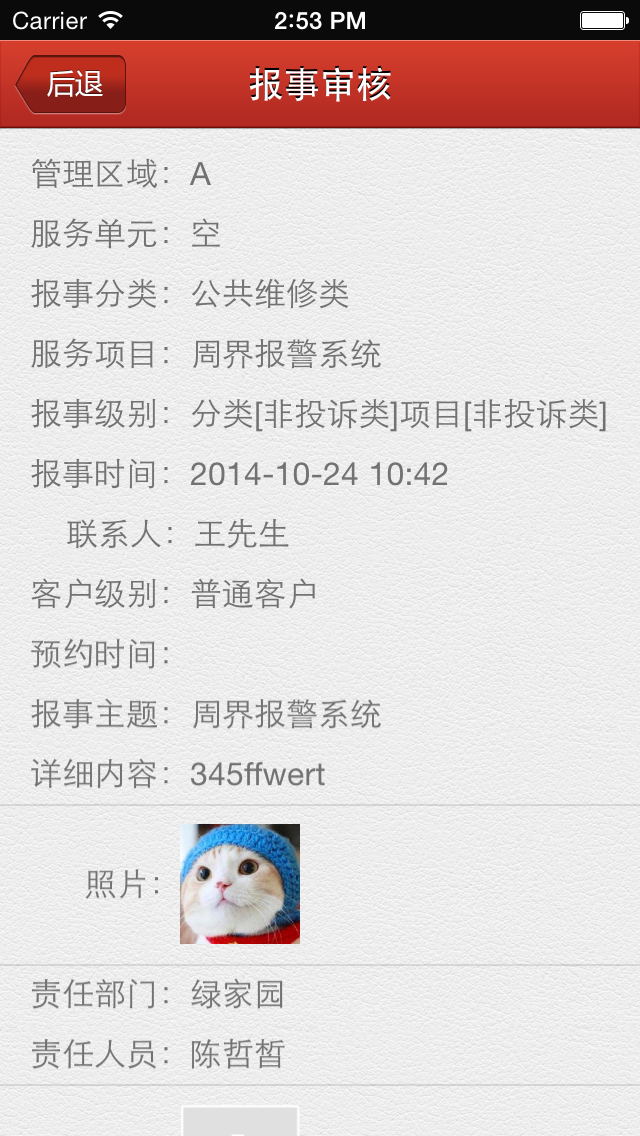 Carrier 2:53 PM
后退 报事审核
管理区域：A
服务单元：空
报事分类：公共维修类
服务项目：周界报警系统
报事级别：分类[非投诉类]项目[非投诉类]
报事时间：2014-10-24 10:42
联系人：王先生
客户级别：普通客户
预约时间：
报事主题：周界报警系统
详细内容：345ffwert
照片：
责任部门：绿家园
责任人员：陈哲皙